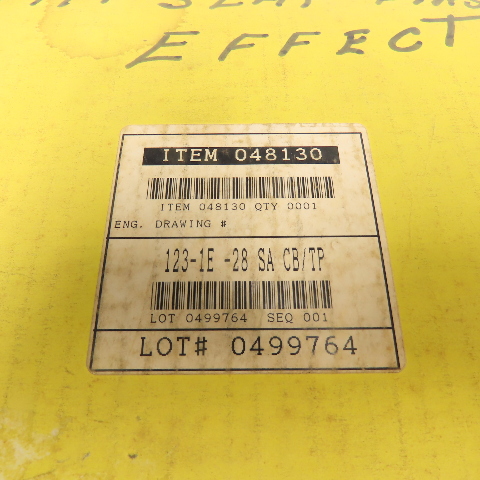 EFFECT
ITEM 048130
ITEM 048130 QTY 0001
ENG. DRAWING #
123-1E -28 SA CB/TP
LOT 0499764 SEQ 001
LOT# 0499764